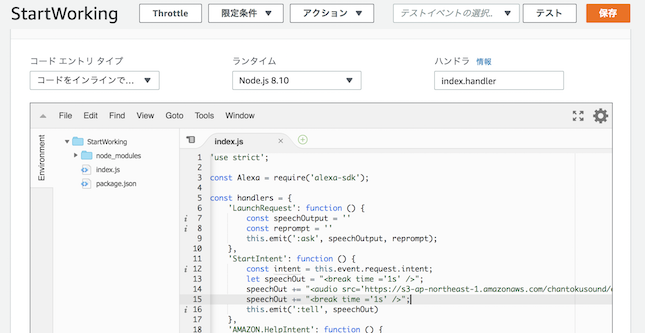 StartWorking
Throttle
限定条件
アクション
テストイベントの選択..
テスト
保存
コード エントリ タイプ
ランタイム
ハンドラ 情報
コードをインラインで…
Node.js 8.10
index.handler
File Edit Find View Goto Tools Window
Environment
StartWorking
node_modules
index.js
package.json
index.js
1 'use strict';
2
3 const Alexa = require('alexa-sdk');
4
5 const handlers = {
6 'LaunchRequest': function () {
i 7 const speechOutput = ''
i 8 const reprompt = ''
9 this.emit(':ask', speechOutput, reprompt);
10 },
11 'StartIntent': function () {
i 12 const intent = this.event.request.intent;
13 let speechOut = "<break time ='1s' />";
14 speechOut += "<audio src='https://s3-ap-northeast-1.amazonaws.com/chantokusound/
15 speechOut += "<break time ='1s' />";
i 16 this.emit(':tell', speechOut)
17 },
18 'AMAZON.HelpIntent': function () {